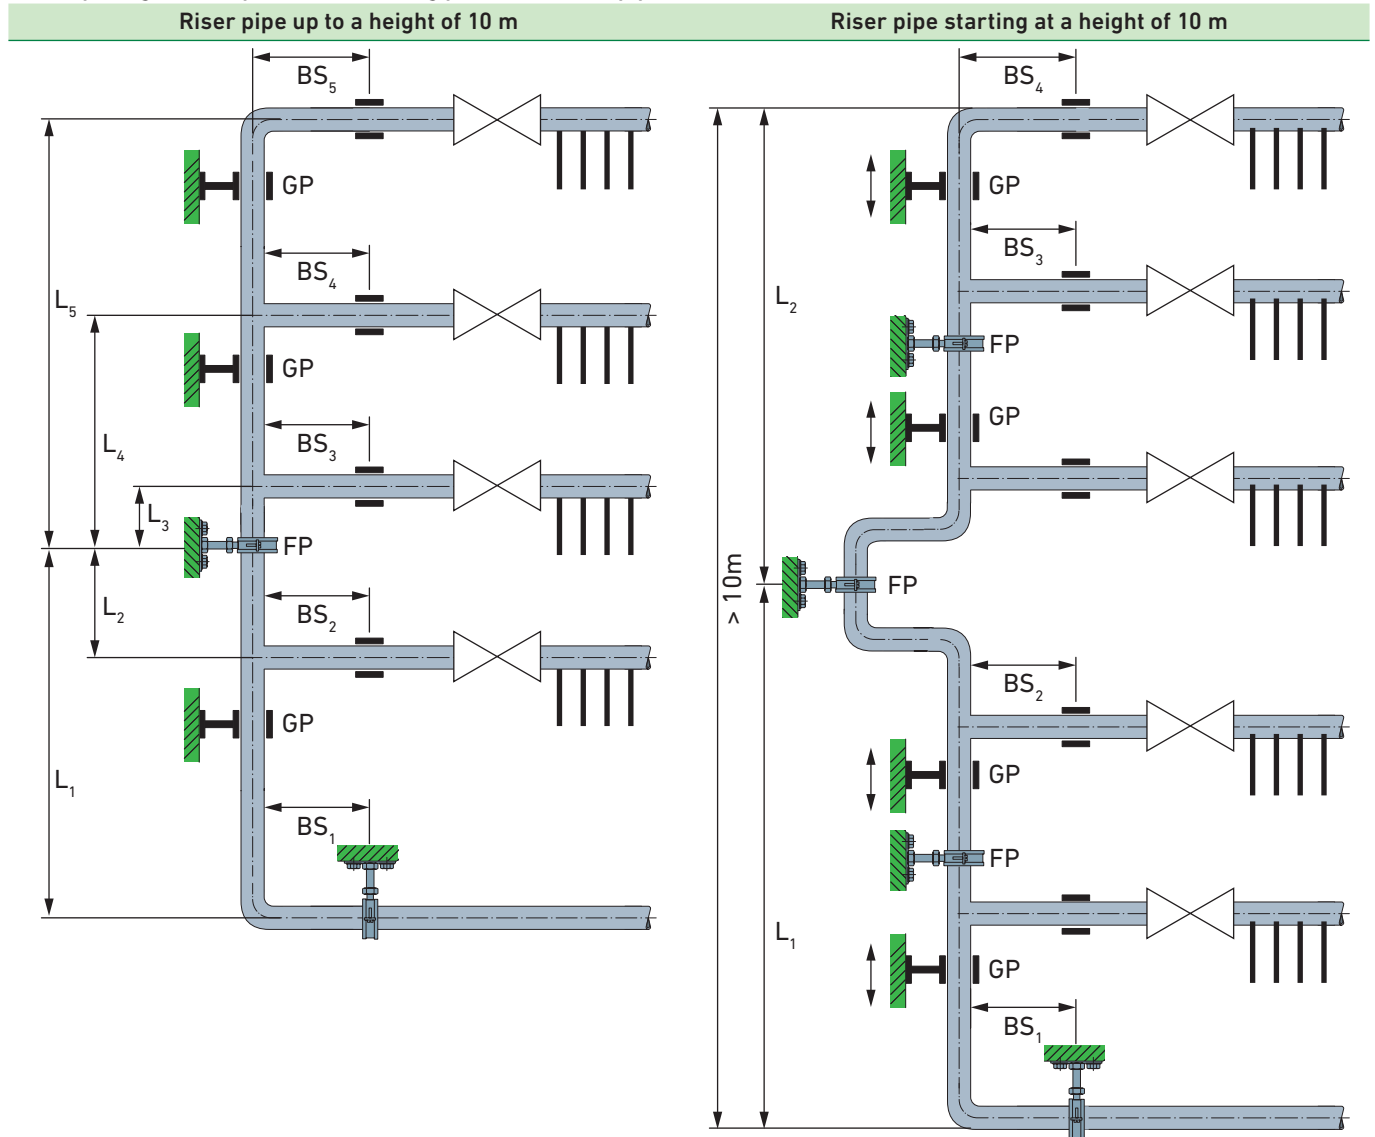 Riser pipe up to a height of 10 m
Riser pipe starting at a height of 10 m
BS5
GP
BS4
L5
GP
L4
BS3
L3
FP
BS2
L2
GP
L1
BS1
BS4
GP
BS3
L2
FP
GP
> 10m
FP
BS2
GP
FP
L1
GP
BS1